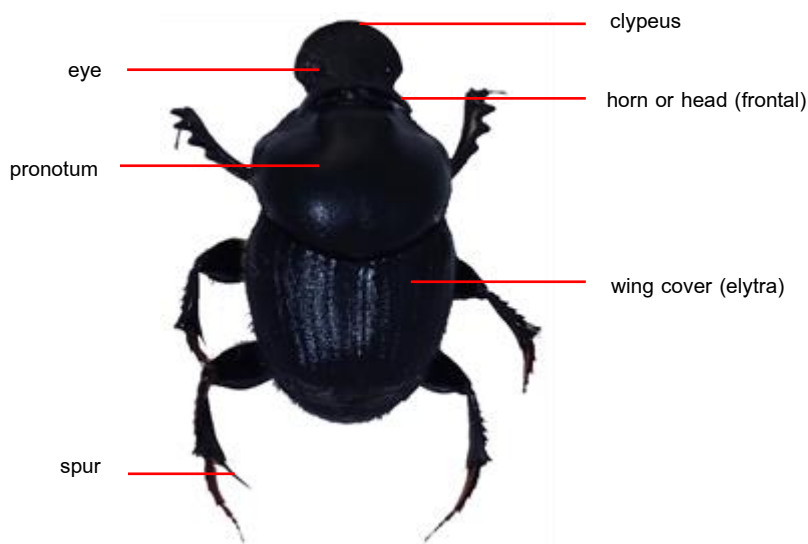 clypeus
eye
horn or head (frontal)
pronotum
wing cover (elytra)
spur